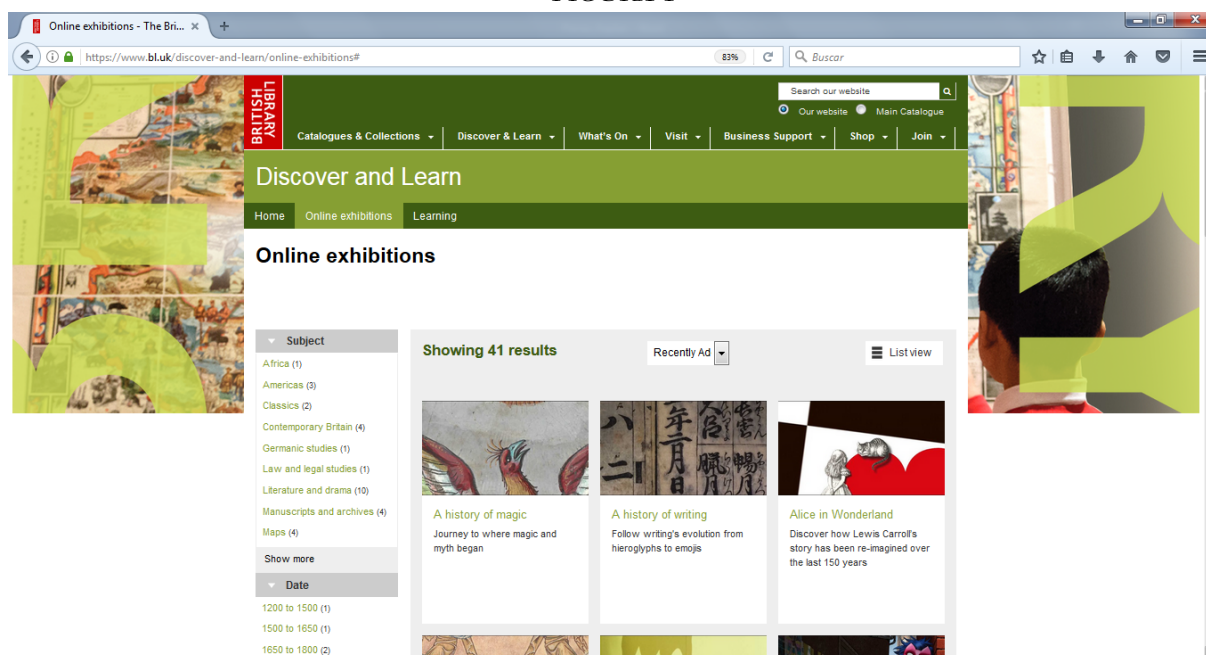 Online exhibitions - The Bri...
https://www.bl.uk/discover-and-learn/online-exhibitions#
83%
Buscar
BRITISH
LIBRARY
Search our website
Our website
Main Catalogue
Catalogues & Collections
Discover & Learn
What's On
Visit
Business Support
Shop
Join
Discover and Learn
Home
Online exhibitions
Learning
Online exhibitions
Subject
Africa (1)
Americas (3)
Classics (2)
Contemporary Britain (4)
Germanic studies (1)
Law and legal studies (1)
Literature and drama (10)
Manuscripts and archives (4)
Maps (4)
Show more
Date
1200 to 1500 (1)
1500 to 1650 (1)
1650 to 1800 (2)
Showing 41 results
Recently Ad
List view
A history of magic
Journey to where magic and
myth began
A history of writing
Follow writing's evolution from
hieroglyphs to emojis
Alice in Wonderland
Discover how Lewis Carroll's
story has been re-imagined over
the last 150 years